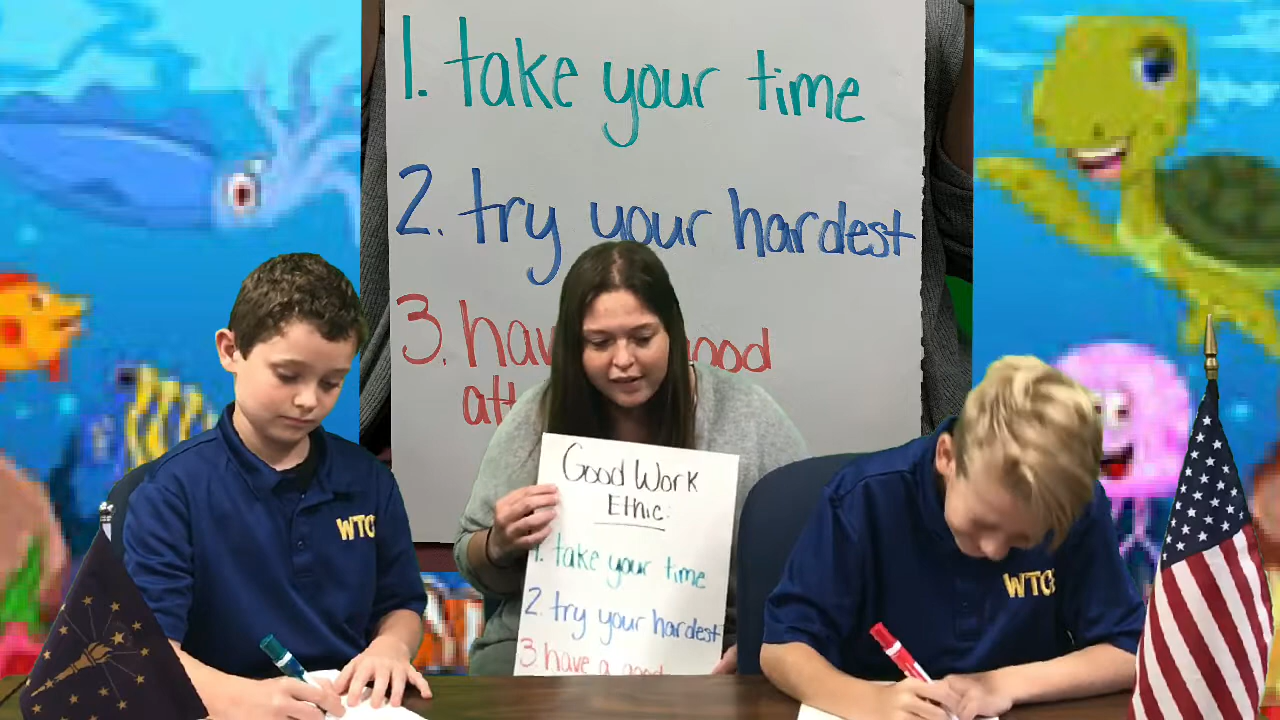 1. take your time
2. try your hardest
3. hav ood
att
Good Work
Ethic:
1. take your time
2. try your hardest
3. have a good
WTC
WTC